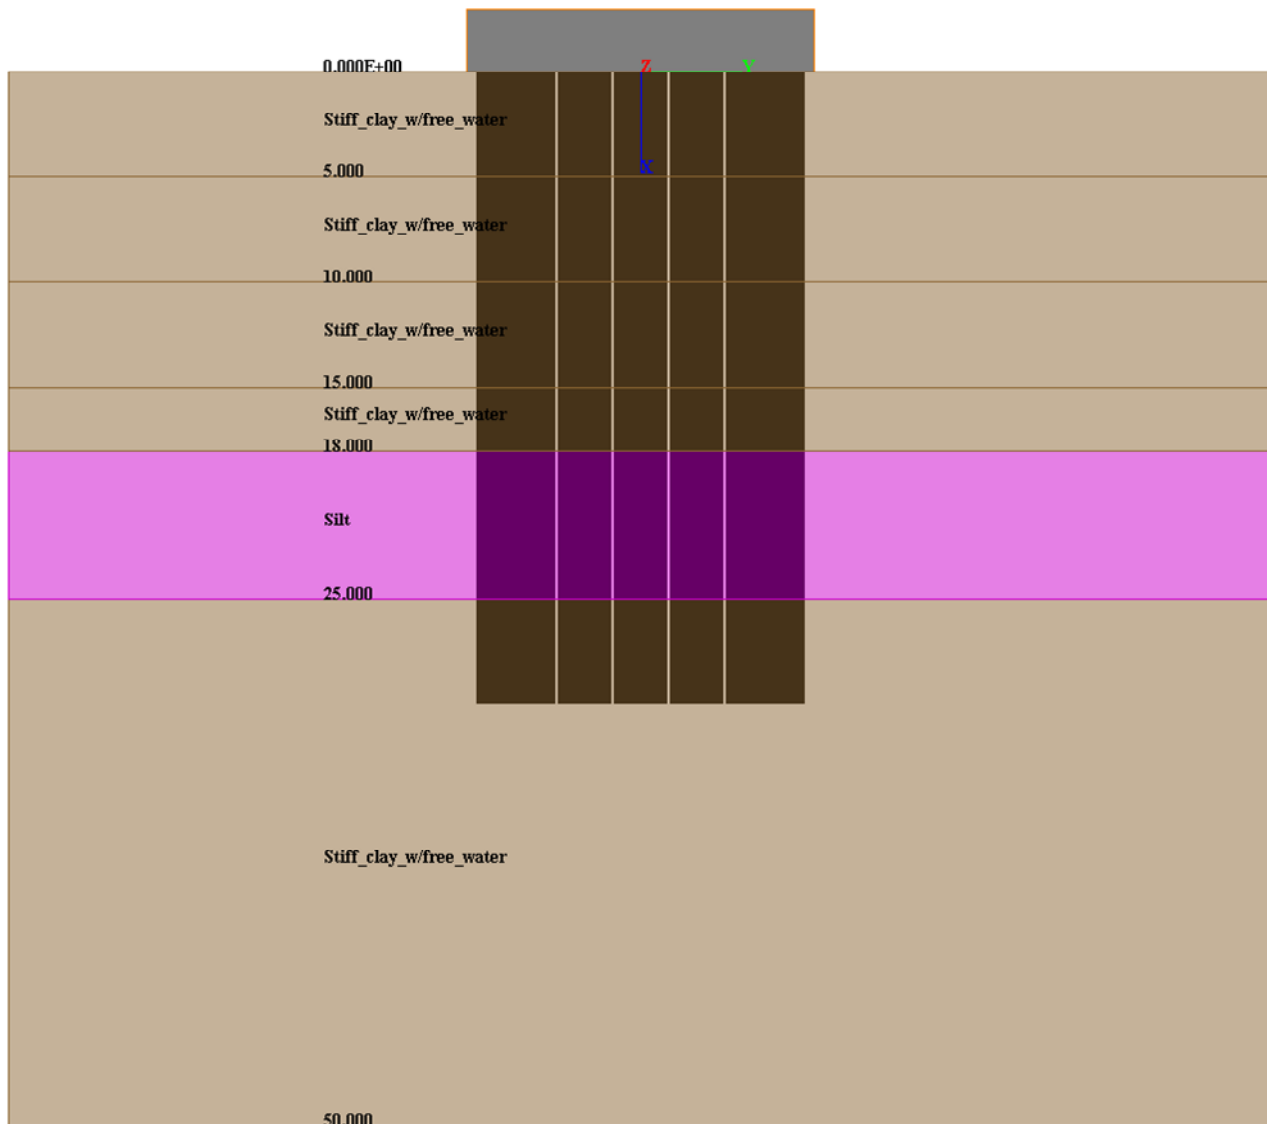 0.000E+00
Z
Y
Stiff_clay_w/free_water
X
5.000
Stiff_clay_w/free_water
10.000
Stiff_clay_w/free_water
15.000
Stiff_clay_w/free_water
18.000
Silt
25.000
Stiff_clay_w/free_water
50.000